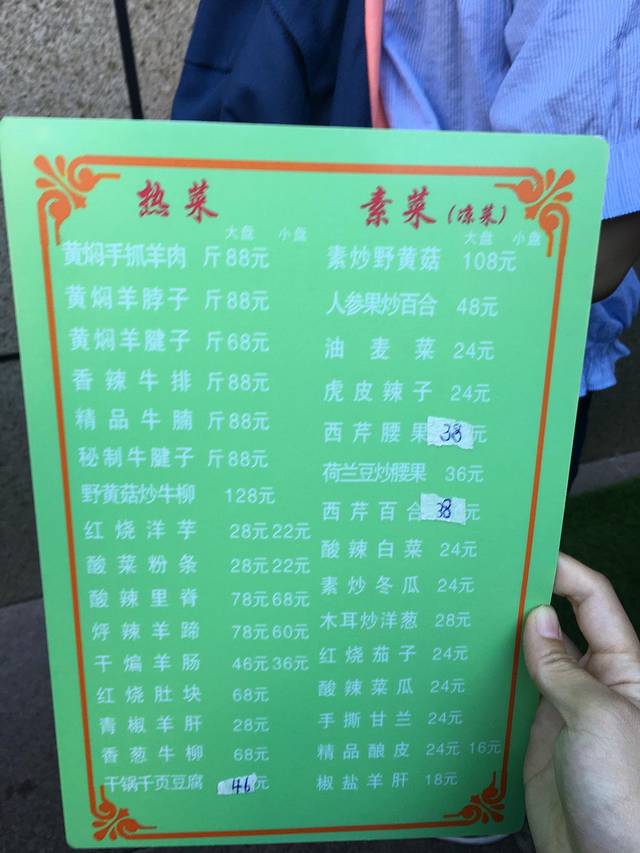 热菜
大盘 小盘
黄焖手抓羊肉 斤88元
黄焖羊脖子 斤88元
黄焖羊腱子 斤68元
香辣牛排 斤88元
精品牛腩 斤88元
秘制牛腱子 斤88元
野黄菇炒牛柳 128元
红烧洋芋 28元22元
酸菜粉条 28元22元
酸辣里脊 78元68元
烀辣羊蹄 78元60元
干煸羊肠 46元36元
红烧肚块 68元
青椒羊肝 28元
香葱牛柳 68元
干锅千页豆腐 46元
素菜(凉菜)
大盘 小盘
素炒野黄菇 108元
人参果炒百合 48元
油麦菜 24元
虎皮辣子 24元
西芹腰果 38元
荷兰豆炒腰果 36元
西芹百合 38元
酸辣白菜 24元
素炒冬瓜 24元
木耳炒洋葱 28元
红烧茄子 24元
酸辣菜瓜 24元
手撕甘兰 24元
精品酿皮 24元 16元
椒盐羊肝 18元